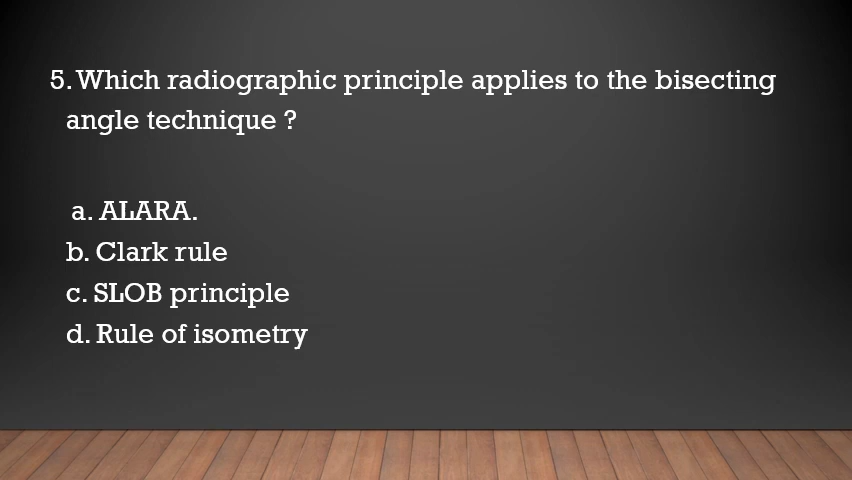 5. Which radiographic principle applies to the bisecting
angle technique ?
a. ALARA.
b. Clark rule
c. SLOB principle
d. Rule of isometry